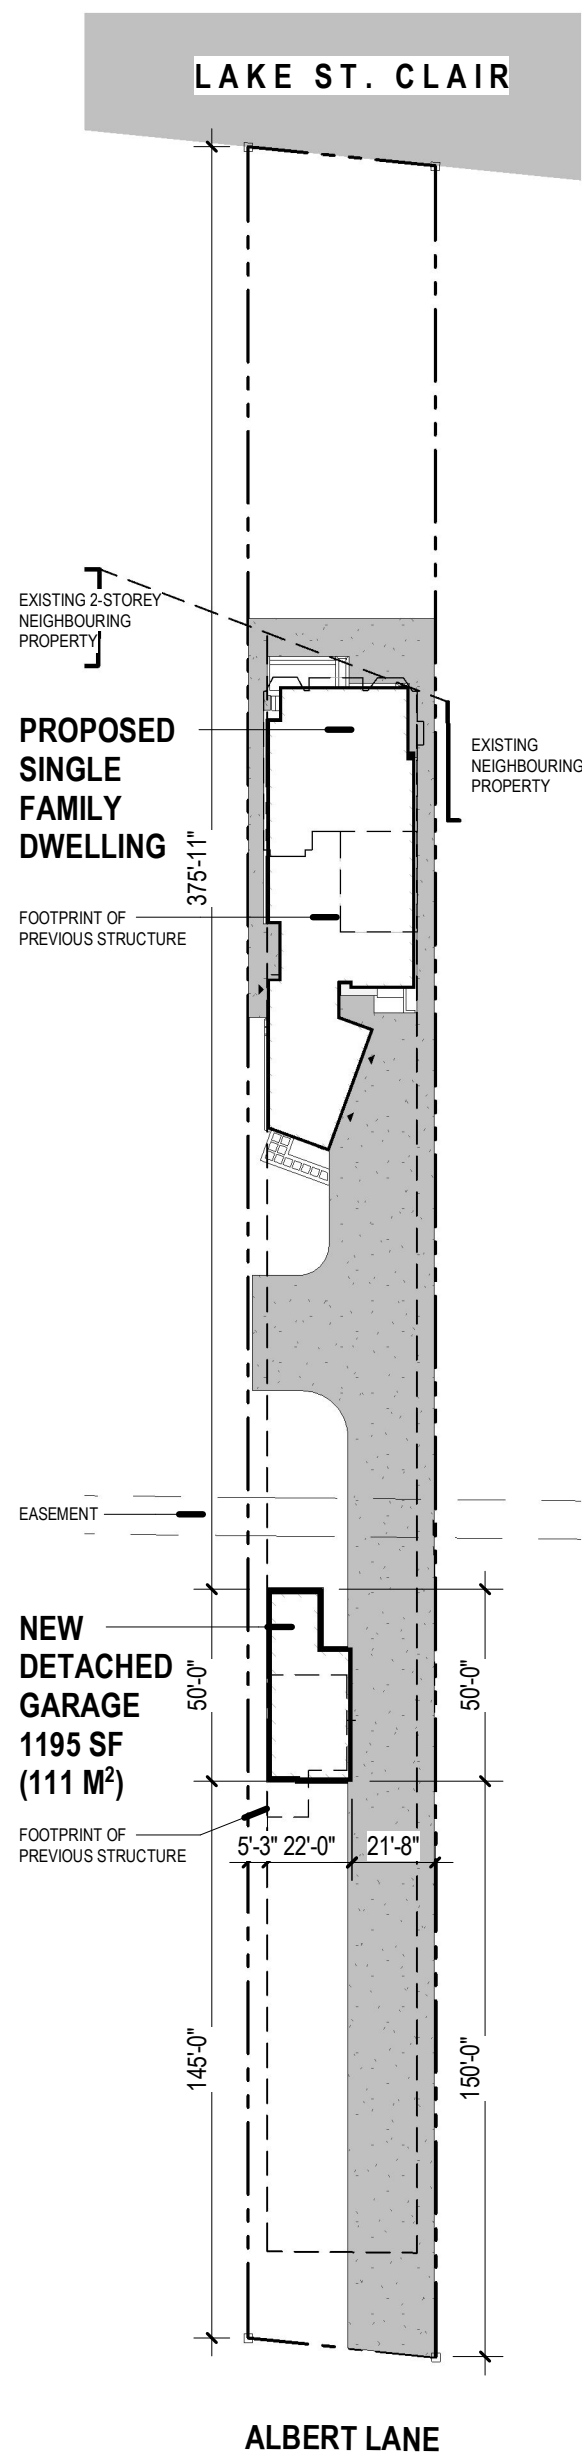 LAKE ST. CLAIR
EXISTING 2-STOREY
NEIGHBOURING
PROPERTY
PROPOSED
SINGLE
FAMILY
DWELLING
EXISTING
NEIGHBOURING
PROPERTY
375'-11"
FOOTPRINT OF
PREVIOUS STRUCTURE
EASEMENT
NEW
DETACHED
GARAGE
1195 SF
(111 M²)
50'-0"
50'-0"
FOOTPRINT OF
PREVIOUS STRUCTURE
5'-3" 22'-0" 21'-8"
145'-0"
150'-0"
ALBERT LANE